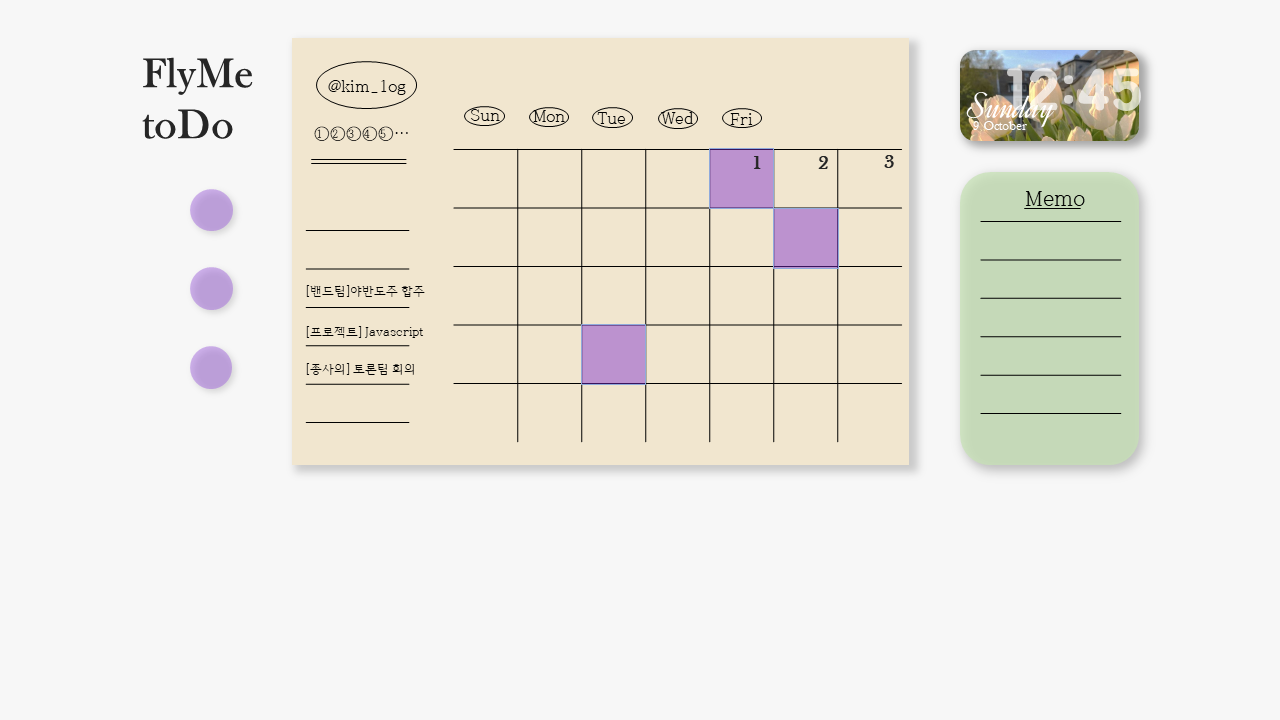 FlyMe
toDo
@kim_log
①②③④⑤…
[밴드팀]야반도주 합주
[프로젝트] Javascript
[종사의] 토론팀 회의
Sun Mon Tue Wed Fri
1 2 3
12:45
Sunday
9 October
Memo